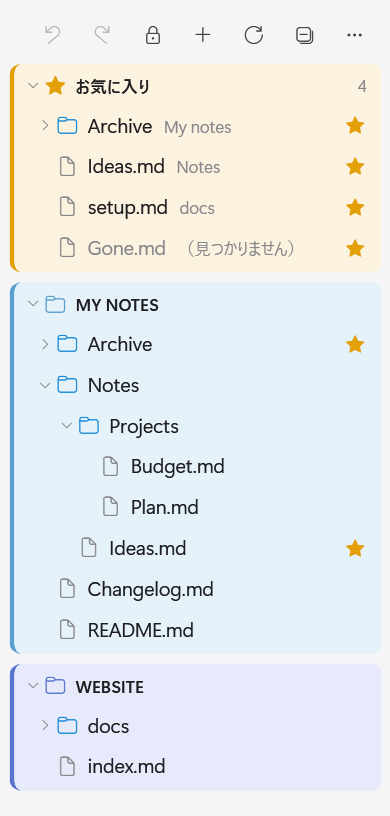 お気に入り 4
Archive My notes
Ideas.md Notes
setup.md docs
Gone.md （見つかりません）
MY NOTES
Archive
Notes
Projects
Budget.md
Plan.md
Ideas.md
Changelog.md
README.md
WEBSITE
docs
index.md